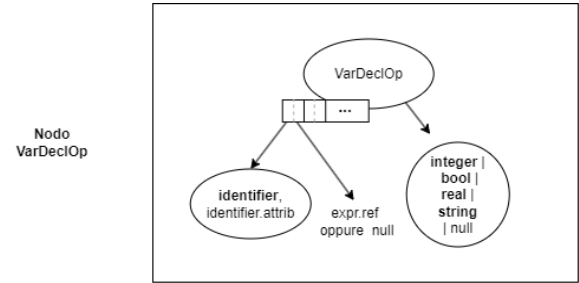 VarDeclOp
...
Nodo
VarDeclOp
integer |
bool |
real |
string
| null
identifier,
identifier.attrib
expr.ref
oppure null